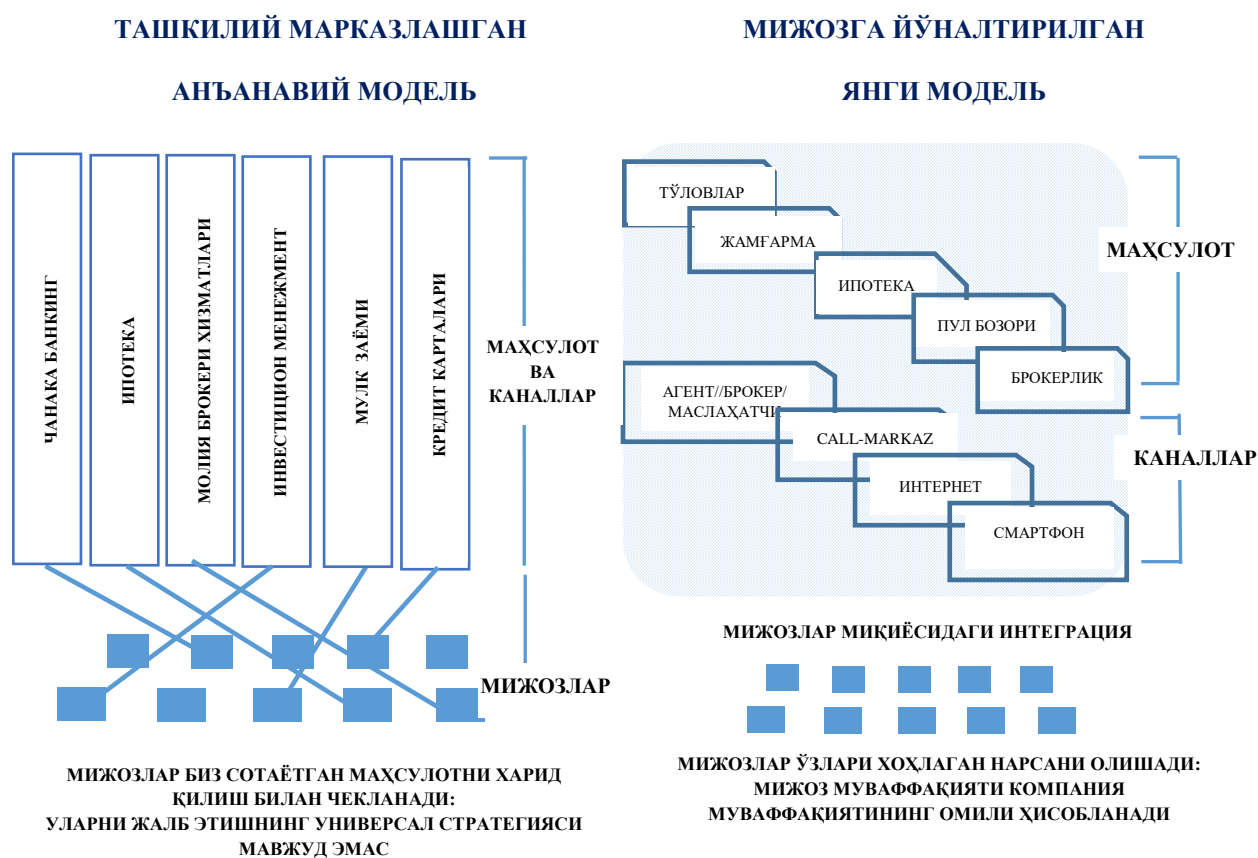 ТАШКИЛИЙ МАРКАЗЛАШГАН
АНЪАНАВИЙ МОДЕЛЬ
ЧАНАКА БАНКИНГ
ИПОТЕКА
МОЛИЯ БРОКЕРИ ХИЗМАТЛАРИ
ИНВЕСТИЦИОН МЕНЕЖМЕНТ
МУЛК ЗАЁМИ
КРЕДИТ КАРТАЛАРИ
МАҲСУЛОТ
ВА
КАНАЛЛАР
МИЖОЗЛАР
МИЖОЗЛАР БИЗ СОТАЁТГАН МАҲСУЛОТНИ ХАРИД
ҚИЛИШ БИЛАН ЧЕКЛАНАДИ:
УЛАРНИ ЖАЛБ ЭТИШНИНГ УНИВЕРСАЛ СТРАТЕГИЯСИ
МАВЖУД ЭМАС
МИЖОЗГА ЙЎНАЛТИРИЛГАН
ЯНГИ МОДЕЛЬ
ТЎЛОВЛАР
ЖАМҒАРМА
ИПОТЕКА
ПУЛ БОЗОРИ
БРОКЕРЛИК
МАҲСУЛОТ
АГЕНТ//БРОКЕР/
МАСЛАҲАТЧИ
CALL-MARKAZ
ИНТЕРНЕТ
СМАРТФОН
КАНАЛЛАР
МИЖОЗЛАР МИҚИЁСИДАГИ ИНТЕГРАЦИЯ
МИЖОЗЛАР ЎЗЛАРИ ХОҲЛАГАН НАРСАНИ ОЛИШАДИ:
МИЖОЗ МУВАФФАҚИЯТИ КОМПАНИЯ
МУВАФФАҚИЯТИНИНГ ОМИЛИ ҲИСОБЛАНАДИ